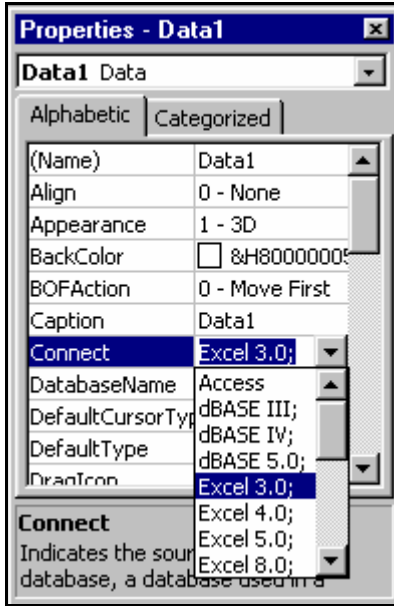 Properties - Data1
Data1 Data
Alphabetic Categorized
(Name) Data1
Align 0 - None
Appearance 1 - 3D
BackColor &H80000005
BOFAction 0 - Move First
Caption Data1
Connect Excel 3.0;
DatabaseName Access
DefaultCursorTyp dBASE III;
dBASE IV;
DefaultType dBASE 5.0;
DragIcon Excel 3.0;
Excel 4.0;
Connect Excel 5.0;
Indicates the sour Excel 8.0;
database, a database used in a